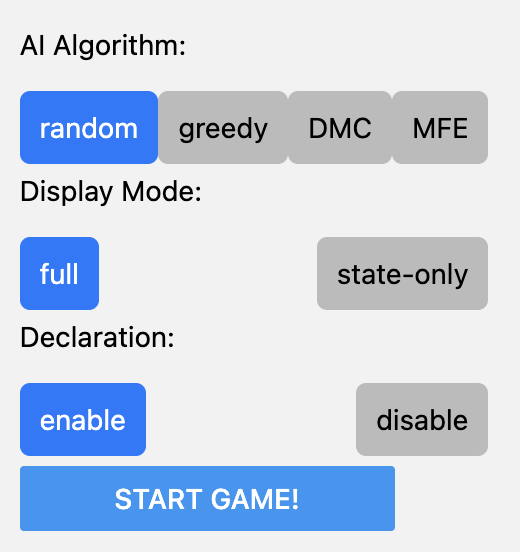 AI Algorithm:
random greedy DMC MFE
Display Mode:
full state-only
Declaration:
enable disable
START GAME!